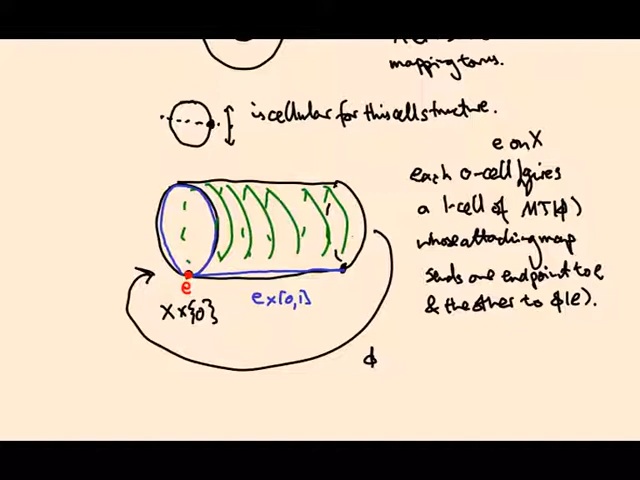 mapping torus.
is cellular for this cell structure.
e on X
each 0-cell gives
a 1-cell of MT(ϕ)
whose attaching map
sends one endpoint to e
& the other to ϕ(e).
e
X×{0}
e×[0,1]
ϕ